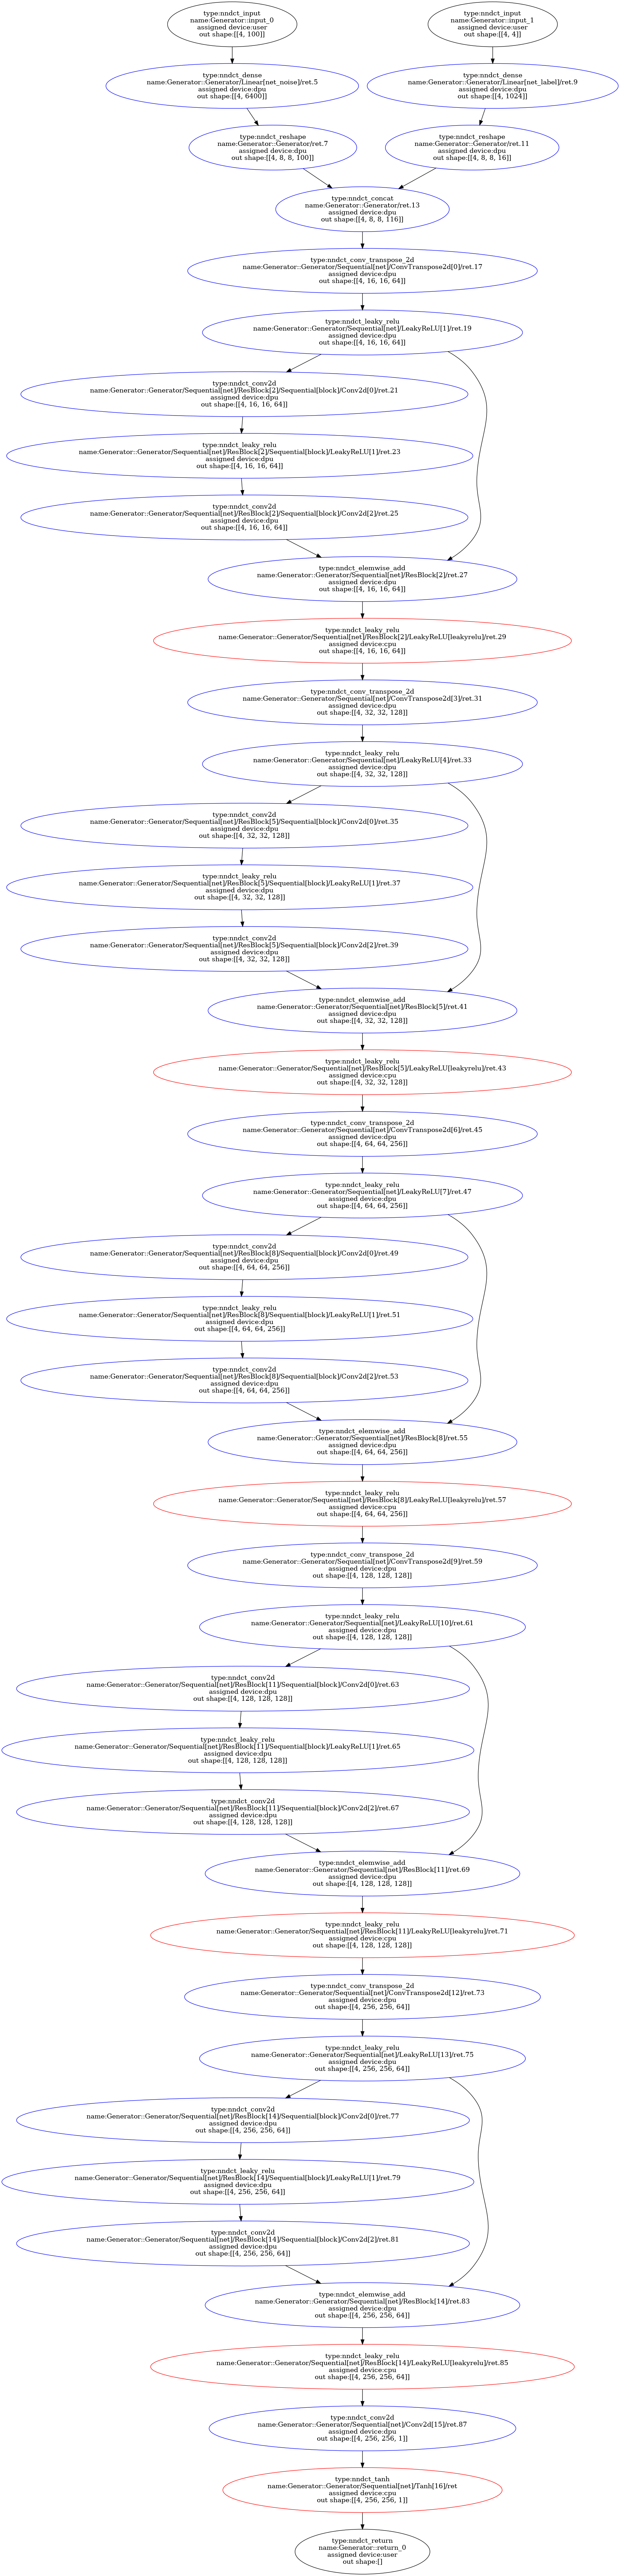 type:nndct_input
name:Generator::input_0
assigned device:user
out shape:[[4, 100]]
type:nndct_input
name:Generator::input_1
assigned device:user
out shape:[[4, 4]]
type:nndct_dense
name:Generator::Generator/Linear[net_noise]/ret.5
assigned device:dpu
out shape:[[4, 6400]]
type:nndct_dense
name:Generator::Generator/Linear[net_label]/ret.9
assigned device:dpu
out shape:[[4, 1024]]
type:nndct_reshape
name:Generator::Generator/ret.7
assigned device:dpu
out shape:[[4, 8, 8, 100]]
type:nndct_reshape
name:Generator::Generator/ret.11
assigned device:dpu
out shape:[[4, 8, 8, 16]]
type:nndct_concat
name:Generator::Generator/ret.13
assigned device:dpu
out shape:[[4, 8, 8, 116]]
type:nndct_conv_transpose_2d
name:Generator::Generator/Sequential[net]/ConvTranspose2d[0]/ret.17
assigned device:dpu
out shape:[[4, 16, 16, 64]]
type:nndct_leaky_relu
name:Generator::Generator/Sequential[net]/LeakyReLU[1]/ret.19
assigned device:dpu
out shape:[[4, 16, 16, 64]]
type:nndct_conv2d
name:Generator::Generator/Sequential[net]/ResBlock[2]/Sequential[block]/Conv2d[0]/ret.21
assigned device:dpu
out shape:[[4, 16, 16, 64]]
type:nndct_leaky_relu
name:Generator::Generator/Sequential[net]/ResBlock[2]/Sequential[block]/LeakyReLU[1]/ret.23
assigned device:dpu
out shape:[[4, 16, 16, 64]]
type:nndct_conv2d
name:Generator::Generator/Sequential[net]/ResBlock[2]/Sequential[block]/Conv2d[2]/ret.25
assigned device:dpu
out shape:[[4, 16, 16, 64]]
type:nndct_elemwise_add
name:Generator::Generator/Sequential[net]/ResBlock[2]/ret.27
assigned device:dpu
out shape:[[4, 16, 16, 64]]
type:nndct_leaky_relu
name:Generator::Generator/Sequential[net]/ResBlock[2]/LeakyReLU[leakyrelu]/ret.29
assigned device:cpu
out shape:[[4, 16, 16, 64]]
type:nndct_conv_transpose_2d
name:Generator::Generator/Sequential[net]/ConvTranspose2d[3]/ret.31
assigned device:dpu
out shape:[[4, 32, 32, 128]]
type:nndct_leaky_relu
name:Generator::Generator/Sequential[net]/LeakyReLU[4]/ret.33
assigned device:dpu
out shape:[[4, 32, 32, 128]]
type:nndct_conv2d
name:Generator::Generator/Sequential[net]/ResBlock[5]/Sequential[block]/Conv2d[0]/ret.35
assigned device:dpu
out shape:[[4, 32, 32, 128]]
type:nndct_leaky_relu
name:Generator::Generator/Sequential[net]/ResBlock[5]/Sequential[block]/LeakyReLU[1]/ret.37
assigned device:dpu
out shape:[[4, 32, 32, 128]]
type:nndct_conv2d
name:Generator::Generator/Sequential[net]/ResBlock[5]/Sequential[block]/Conv2d[2]/ret.39
assigned device:dpu
out shape:[[4, 32, 32, 128]]
type:nndct_elemwise_add
name:Generator::Generator/Sequential[net]/ResBlock[5]/ret.41
assigned device:dpu
out shape:[[4, 32, 32, 128]]
type:nndct_leaky_relu
name:Generator::Generator/Sequential[net]/ResBlock[5]/LeakyReLU[leakyrelu]/ret.43
assigned device:cpu
out shape:[[4, 32, 32, 128]]
type:nndct_conv_transpose_2d
name:Generator::Generator/Sequential[net]/ConvTranspose2d[6]/ret.45
assigned device:dpu
out shape:[[4, 64, 64, 256]]
type:nndct_leaky_relu
name:Generator::Generator/Sequential[net]/LeakyReLU[7]/ret.47
assigned device:dpu
out shape:[[4, 64, 64, 256]]
type:nndct_conv2d
name:Generator::Generator/Sequential[net]/ResBlock[8]/Sequential[block]/Conv2d[0]/ret.49
assigned device:dpu
out shape:[[4, 64, 64, 256]]
type:nndct_leaky_relu
name:Generator::Generator/Sequential[net]/ResBlock[8]/Sequential[block]/LeakyReLU[1]/ret.51
assigned device:dpu
out shape:[[4, 64, 64, 256]]
type:nndct_conv2d
name:Generator::Generator/Sequential[net]/ResBlock[8]/Sequential[block]/Conv2d[2]/ret.53
assigned device:dpu
out shape:[[4, 64, 64, 256]]
type:nndct_elemwise_add
name:Generator::Generator/Sequential[net]/ResBlock[8]/ret.55
assigned device:dpu
out shape:[[4, 64, 64, 256]]
type:nndct_leaky_relu
name:Generator::Generator/Sequential[net]/ResBlock[8]/LeakyReLU[leakyrelu]/ret.57
assigned device:cpu
out shape:[[4, 64, 64, 256]]
type:nndct_conv_transpose_2d
name:Generator::Generator/Sequential[net]/ConvTranspose2d[9]/ret.59
assigned device:dpu
out shape:[[4, 128, 128, 128]]
type:nndct_leaky_relu
name:Generator::Generator/Sequential[net]/LeakyReLU[10]/ret.61
assigned device:dpu
out shape:[[4, 128, 128, 128]]
type:nndct_conv2d
name:Generator::Generator/Sequential[net]/ResBlock[11]/Sequential[block]/Conv2d[0]/ret.63
assigned device:dpu
out shape:[[4, 128, 128, 128]]
type:nndct_leaky_relu
name:Generator::Generator/Sequential[net]/ResBlock[11]/Sequential[block]/LeakyReLU[1]/ret.65
assigned device:dpu
out shape:[[4, 128, 128, 128]]
type:nndct_conv2d
name:Generator::Generator/Sequential[net]/ResBlock[11]/Sequential[block]/Conv2d[2]/ret.67
assigned device:dpu
out shape:[[4, 128, 128, 128]]
type:nndct_elemwise_add
name:Generator::Generator/Sequential[net]/ResBlock[11]/ret.69
assigned device:dpu
out shape:[[4, 128, 128, 128]]
type:nndct_leaky_relu
name:Generator::Generator/Sequential[net]/ResBlock[11]/LeakyReLU[leakyrelu]/ret.71
assigned device:cpu
out shape:[[4, 128, 128, 128]]
type:nndct_conv_transpose_2d
name:Generator::Generator/Sequential[net]/ConvTranspose2d[12]/ret.73
assigned device:dpu
out shape:[[4, 256, 256, 64]]
type:nndct_leaky_relu
name:Generator::Generator/Sequential[net]/LeakyReLU[13]/ret.75
assigned device:dpu
out shape:[[4, 256, 256, 64]]
type:nndct_conv2d
name:Generator::Generator/Sequential[net]/ResBlock[14]/Sequential[block]/Conv2d[0]/ret.77
assigned device:dpu
out shape:[[4, 256, 256, 64]]
type:nndct_leaky_relu
name:Generator::Generator/Sequential[net]/ResBlock[14]/Sequential[block]/LeakyReLU[1]/ret.79
assigned device:dpu
out shape:[[4, 256, 256, 64]]
type:nndct_conv2d
name:Generator::Generator/Sequential[net]/ResBlock[14]/Sequential[block]/Conv2d[2]/ret.81
assigned device:dpu
out shape:[[4, 256, 256, 64]]
type:nndct_elemwise_add
name:Generator::Generator/Sequential[net]/ResBlock[14]/ret.83
assigned device:dpu
out shape:[[4, 256, 256, 64]]
type:nndct_leaky_relu
name:Generator::Generator/Sequential[net]/ResBlock[14]/LeakyReLU[leakyrelu]/ret.85
assigned device:cpu
out shape:[[4, 256, 256, 64]]
type:nndct_conv2d
name:Generator::Generator/Sequential[net]/Conv2d[15]/ret.87
assigned device:dpu
out shape:[[4, 256, 256, 1]]
type:nndct_tanh
name:Generator::Generator/Sequential[net]/Tanh[16]/ret
assigned device:cpu
out shape:[[4, 256, 256, 1]]
type:nndct_return
name:Generator::return_0
assigned device:user
out shape:[]